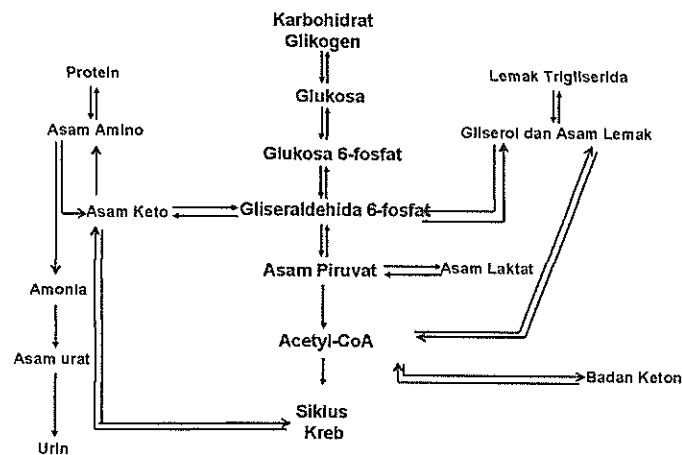 Karbohidrat
Glikogen
Protein
Lemak Trigliserida
Glukosa
Asam Amino
Gliserol dan Asam Lemak
Glukosa 6-fosfat
Asam Keto
Gliseraldehida 6-fosfat
Asam Piruvat
Asam Laktat
Amonia
Acetyl-CoA
Asam urat
Badan Keton
Siklus
Kreb
Urin